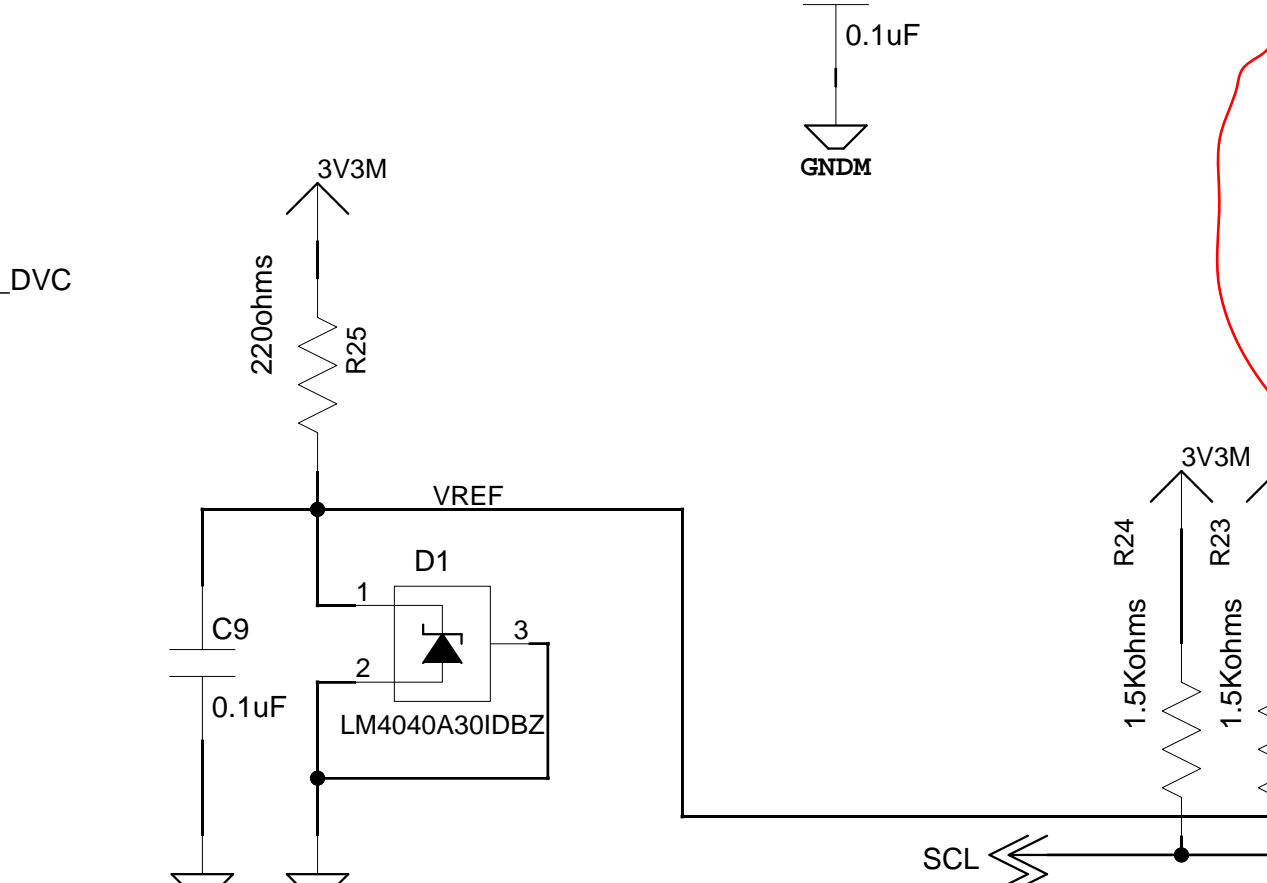 0.1uF
GNDM
3V3M
_DVC
220ohms
R25
3V3M
VREF
R24
R23
D1
1
C9
3
1.5Kohms
1.5Kohms
2
0.1uF
LM4040A30IDBZ
SCL